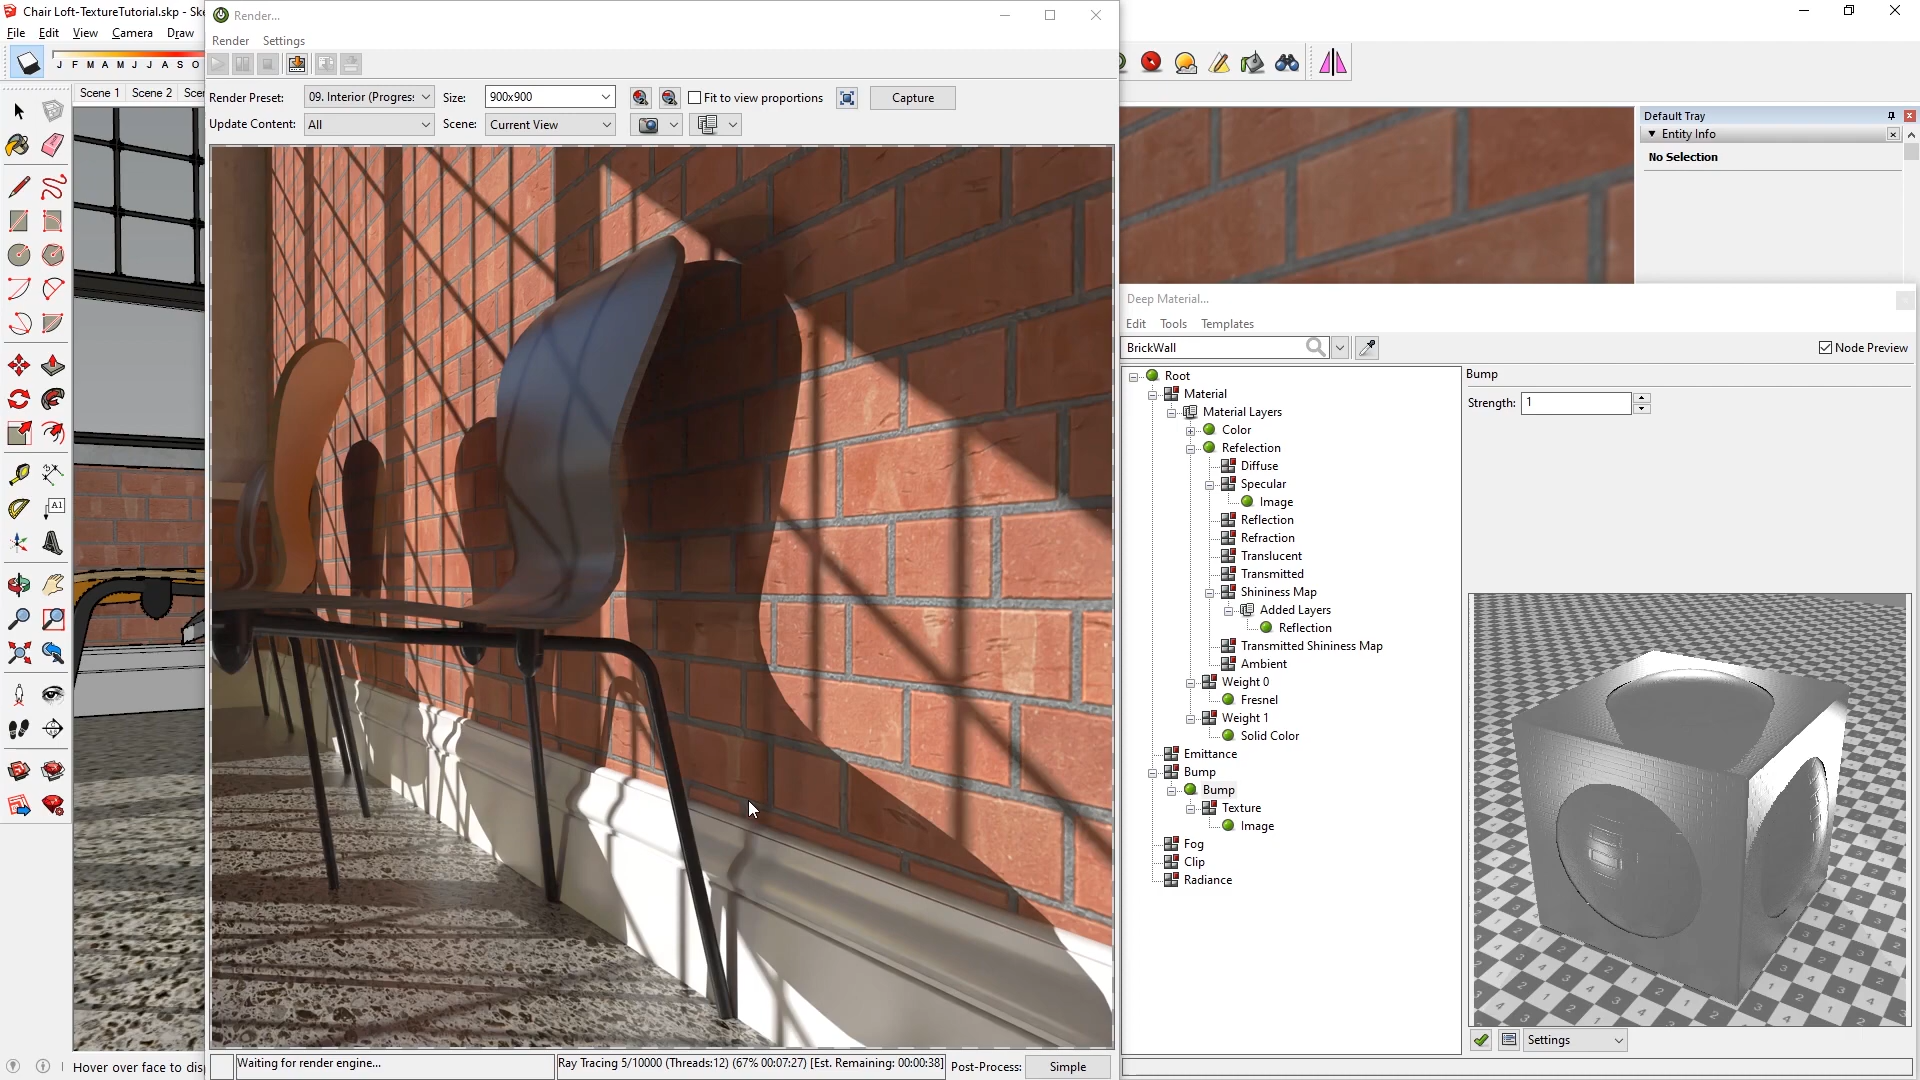 Chair Loft-TextureTutorial.skp - Ske
File Edit View Camera Draw
J F M A M J J A S O
Scene 1 Scene 2 Scen
A1
Hover over face to disp
Render...
Render Settings
Render Preset: 09. Interior (Progres: Size: 900x900 Fit to view proportions Capture
Update Content: All Scene: Current View
Waiting for render engine...
Ray Tracing 5/10000 (Threads:12) (67% 00:07:27) [Est. Remaining: 00:00:38]
Post-Process: Simple
Default Tray
Entity Info
No Selection
Deep Material...
Edit Tools Templates
BrickWall
Node Preview
Root
Material
Material Layers
Color
Refelection
Diffuse
Specular
Image
Reflection
Refraction
Translucent
Transmitted
Shininess Map
Added Layers
Reflection
Transmitted Shininess Map
Ambient
Weight 0
Fresnel
Weight 1
Solid Color
Emittance
Bump
Bump
Texture
Image
Fog
Clip
Radiance
Bump
Strength: 1
Settings